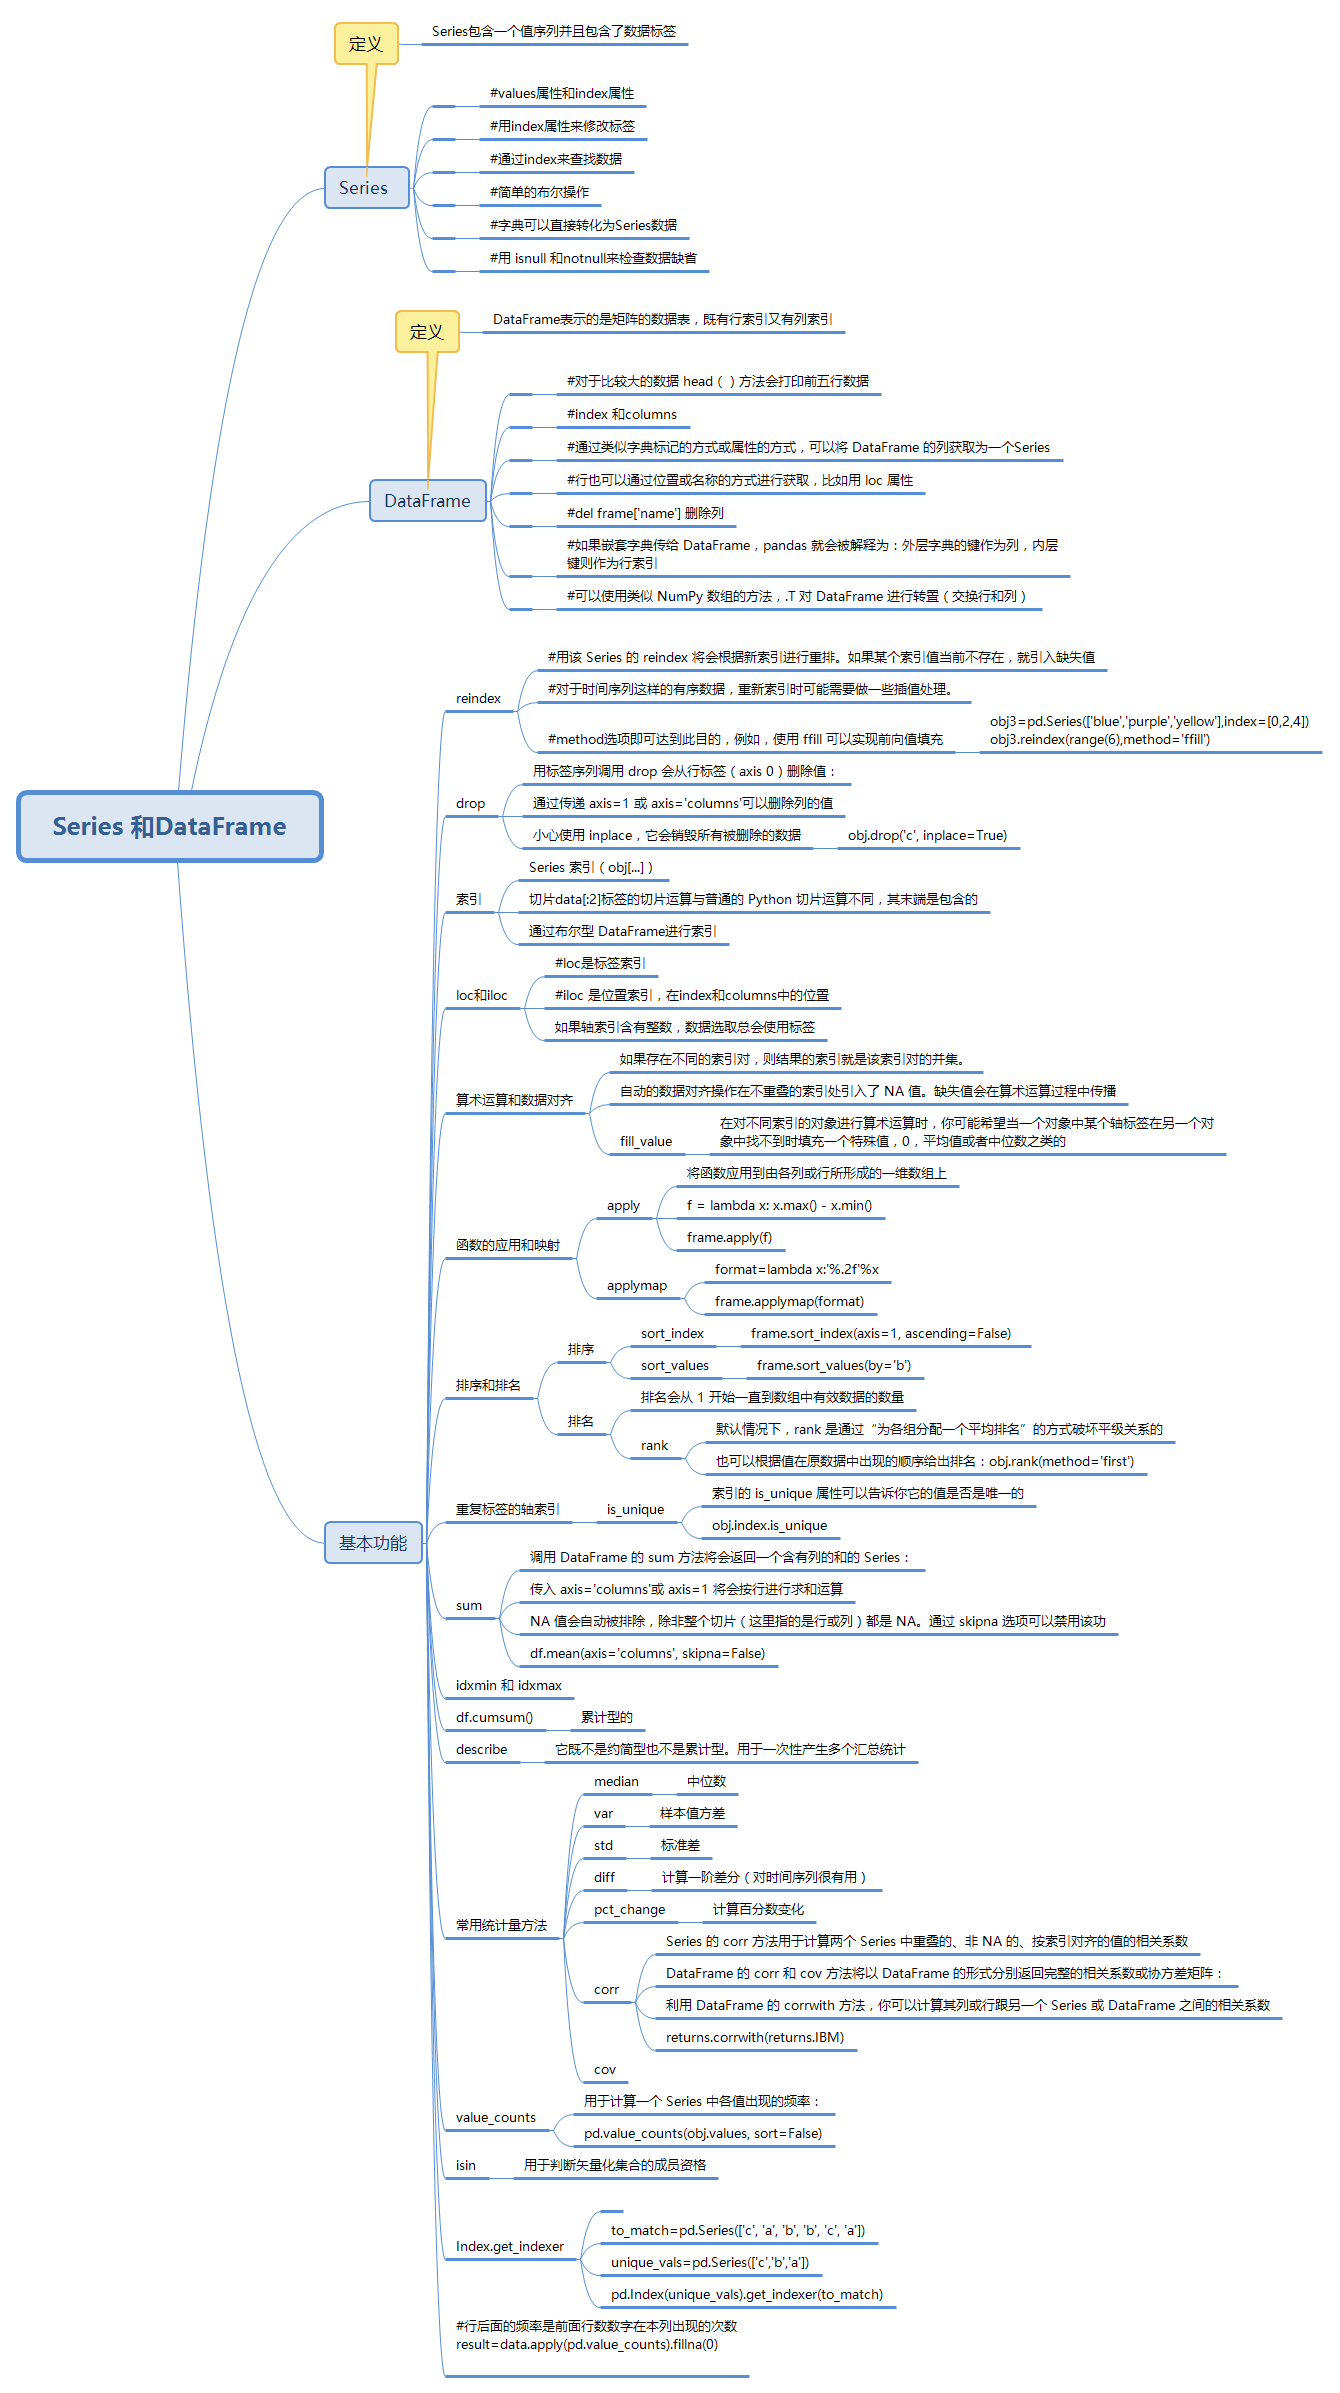 定义
Series包含一个值序列并且包含了数据标签
#values属性和index属性
#用index属性来修改标签
#通过index来查找数据
Series
#简单的布尔操作
#字典可以直接转化为Series数据
#用 isnull 和notnull来检查数据缺省
定义
DataFrame表示的是矩阵的数据表，既有行索引又有列索引
#对于比较大的数据 head（ ）方法会打印前五行数据
#index 和columns
#通过类似字典标记的方式或属性的方式，可以将 DataFrame 的列获取为一个Series
#行也可以通过位置或名称的方式进行获取，比如用 loc 属性
DataFrame
#del frame['name'] 删除列
#如果嵌套字典传给 DataFrame，pandas 就会被解释为：外层字典的键作为列，内层
键则作为行索引
#可以使用类似 NumPy 数组的方法，.T 对 DataFrame 进行转置（交换行和列）
Series 和DataFrame
基本功能
reindex
#用该 Series 的 reindex 将会根据新索引进行重排。如果某个索引值当前不存在，就引入缺失值
#对于时间序列这样的有序数据，重新索引时可能需要做一些插值处理。
#method选项即可达到此目的，例如，使用 ffill 可以实现前向值填充
obj3=pd.Series(['blue','purple','yellow'],index=[0,2,4])
obj3.reindex(range(6),method='ffill')
drop
用标签序列调用 drop 会从行标签（axis 0）删除值：
通过传递 axis=1 或 axis='columns'可以删除列的值
小心使用 inplace，它会销毁所有被删除的数据
obj.drop('c', inplace=True)
索引
Series 索引（obj[...]）
切片data[:2]标签的切片运算与普通的 Python 切片运算不同，其末端是包含的
通过布尔型 DataFrame进行索引
loc和iloc
#loc是标签索引
#iloc 是位置索引，在index和columns中的位置
如果轴索引含有整数，数据选取总会使用标签
算术运算和数据对齐
如果存在不同的索引对，则结果的索引就是该索引对的并集。
自动的数据对齐操作在不重叠的索引处引入了 NA 值。缺失值会在算术运算过程中传播
fill_value
在对不同索引的对象进行算术运算时，你可能希望当一个对象中某个轴标签在另一个对
象中找不到时填充一个特殊值，0，平均值或者中位数之类的
函数的应用和映射
apply
将函数应用到由各列或行所形成的一维数组上
f = lambda x: x.max() - x.min()
frame.apply(f)
applymap
format=lambda x:'%.2f'%x
frame.applymap(format)
排序和排名
排序
sort_index
frame.sort_index(axis=1, ascending=False)
sort_values
frame.sort_values(by='b')
排名
排名会从 1 开始一直到数组中有效数据的数量
rank
默认情况下，rank 是通过“为各组分配一个平均排名”的方式破坏平级关系的
也可以根据值在原数据中出现的顺序给出排名：obj.rank(method='first')
重复标签的轴索引
is_unique
索引的 is_unique 属性可以告诉你它的值是否是唯一的
obj.index.is_unique
sum
调用 DataFrame 的 sum 方法将会返回一个含有列的和的 Series：
传入 axis='columns'或 axis=1 将会按行进行求和运算
NA 值会自动被排除，除非整个切片（这里指的是行或列）都是 NA。通过 skipna 选项可以禁用该功
df.mean(axis='columns', skipna=False)
idxmin 和 idxmax
df.cumsum()
累计型的
describe
它既不是约简型也不是累计型。用于一次性产生多个汇总统计
常用统计量方法
median
中位数
var
样本值方差
std
标准差
diff
计算一阶差分（对时间序列很有用）
pct_change
计算百分数变化
corr
Series 的 corr 方法用于计算两个 Series 中重叠的、非 NA 的、按索引对齐的值的相关系数
DataFrame 的 corr 和 cov 方法将以 DataFrame 的形式分别返回完整的相关系数或协方差矩阵：
利用 DataFrame 的 corrwith 方法，你可以计算其列或行跟另一个 Series 或 DataFrame 之间的相关系数
returns.corrwith(returns.IBM)
cov
value_counts
用于计算一个 Series 中各值出现的频率：
pd.value_counts(obj.values, sort=False)
isin
用于判断矢量化集合的成员资格
Index.get_indexer
to_match=pd.Series(['c', 'a', 'b', 'b', 'c', 'a'])
unique_vals=pd.Series(['c','b','a'])
pd.Index(unique_vals).get_indexer(to_match)
#行后面的频率是前面行数数字在本列出现的次数
result=data.apply(pd.value_counts).fillna(0)